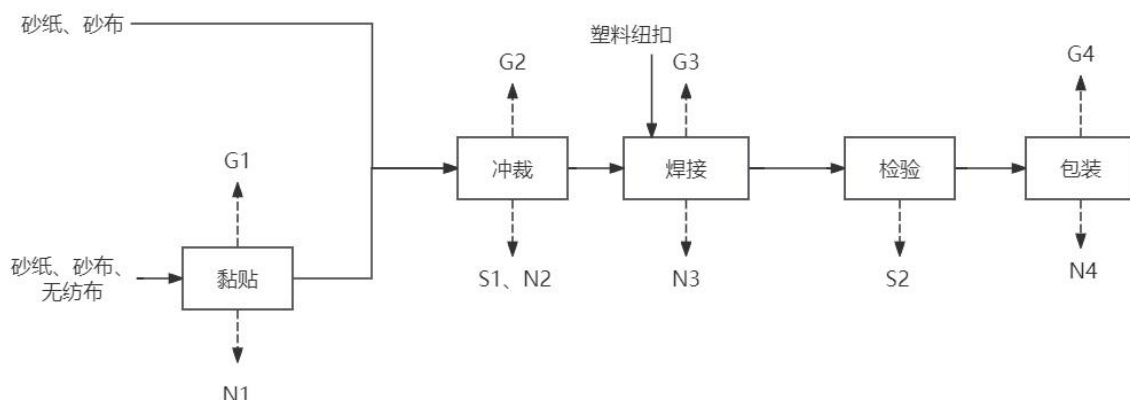 砂纸、砂布
塑料纽扣
G2
G3
G4
G1
冲裁
焊接
检验
包装
砂纸、砂布、
无纺布
黏贴
S1、N2
N3
S2
N4
N1